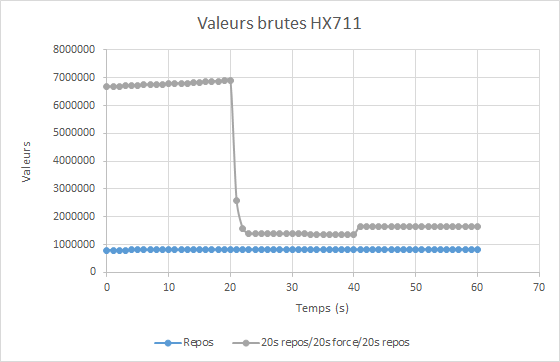 Valeurs brutes HX711
8000000
7000000
6000000
5000000
4000000
3000000
2000000
1000000
0
Valeurs
0 10 20 30 40 50 60 70
Temps (s)
Repos 20s repos/20s force/20s repos